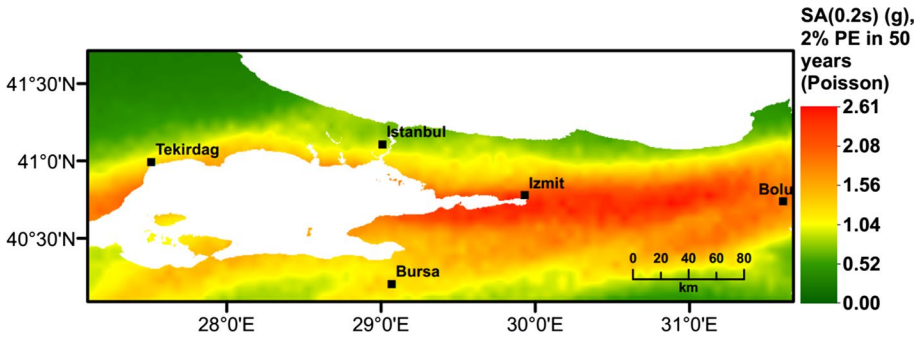 SA(0.2s) (g),
2% PE in 50
years
(Poisson)
41°30'N
41°0'N
40°30'N
Istanbul
Tekirdag
Izmit
Bolu
Bursa
0 20 40 60 80
km
2.61
2.08
1.56
1.04
0.52
0.00
28°0'E 29°0'E 30°0'E 31°0'E